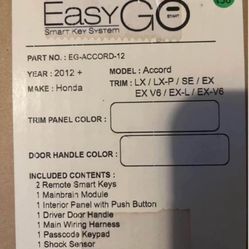 Easy GO
START
Smart Key System
PART NO. : EG-ACCORD-12
YEAR : 2012 + MODEL : Accord
MAKE : Honda TRIM : LX / LX-P / SE / EX
EX V6 / EX-L / EX-V6
TRIM PANEL COLOR :
DOOR HANDLE COLOR :
INCLUDED CONTENTS :
2 Remote Smart Keys
1 Mainbrain Module
1 Interior Panel with Push Button
1 Driver Door Handle
1 Main Wiring Harness
1 Passcode Keypad
1 Shock Sensor